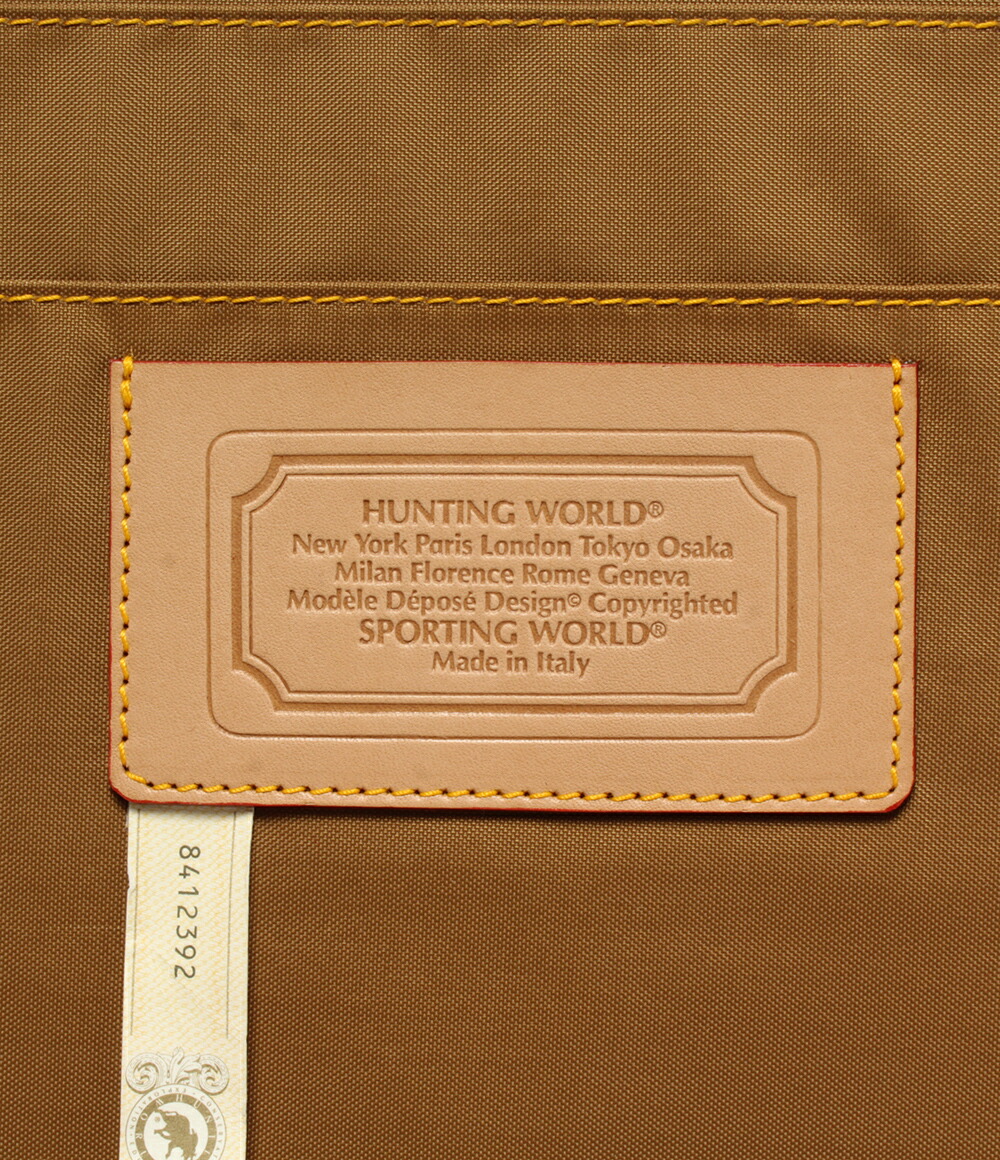 HUNTING WORLD®
New York Paris London Tokyo Osaka
Milan Florence Rome Geneva
Modèle Déposé Design© Copyrighted
SPORTING WORLD®
Made in Italy
8412392